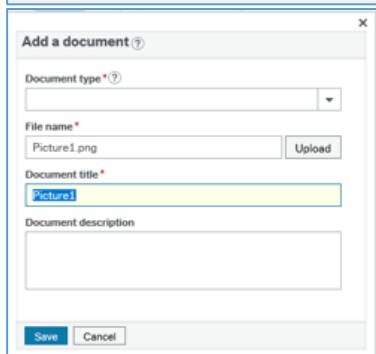 Add a document ?
Document type * ?
File name *
Picture1.png Upload
Document title *
Picture1
Document description
Save Cancel